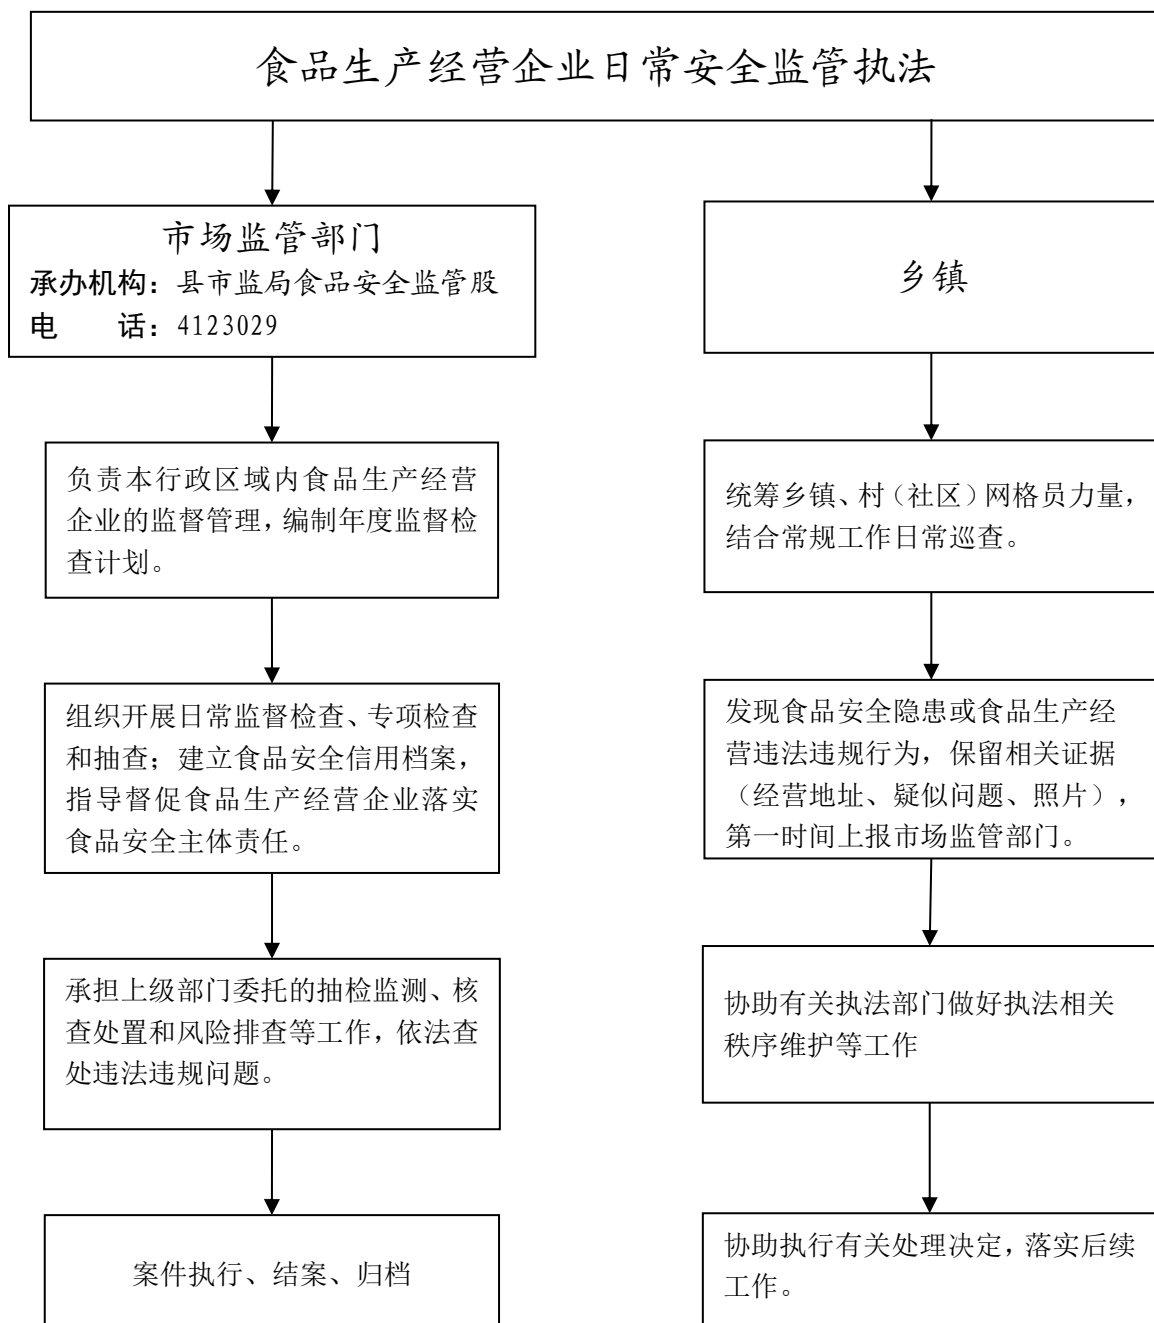 食品生产经营企业日常安全监管执法
市场监管部门
承办机构：县市监局食品安全监管股
电　　话：4123029
负责本行政区域内食品生产经营
企业的监督管理，编制年度监督检
查计划。
组织开展日常监督检查、专项检查
和抽查；建立食品安全信用档案，
指导督促食品生产经营企业落实
食品安全主体责任。
承担上级部门委托的抽检监测、核
查处置和风险排查等工作，依法查
处违法违规问题。
案件执行、结案、归档
乡镇
统筹乡镇、村（社区）网格员力量，
结合常规工作日常巡查。
发现食品安全隐患或食品生产经
营违法违规行为，保留相关证据
（经营地址、疑似问题、照片），
第一时间上报市场监管部门。
协助有关执法部门做好执法相关
秩序维护等工作
协助执行有关处理决定，落实后续
工作。